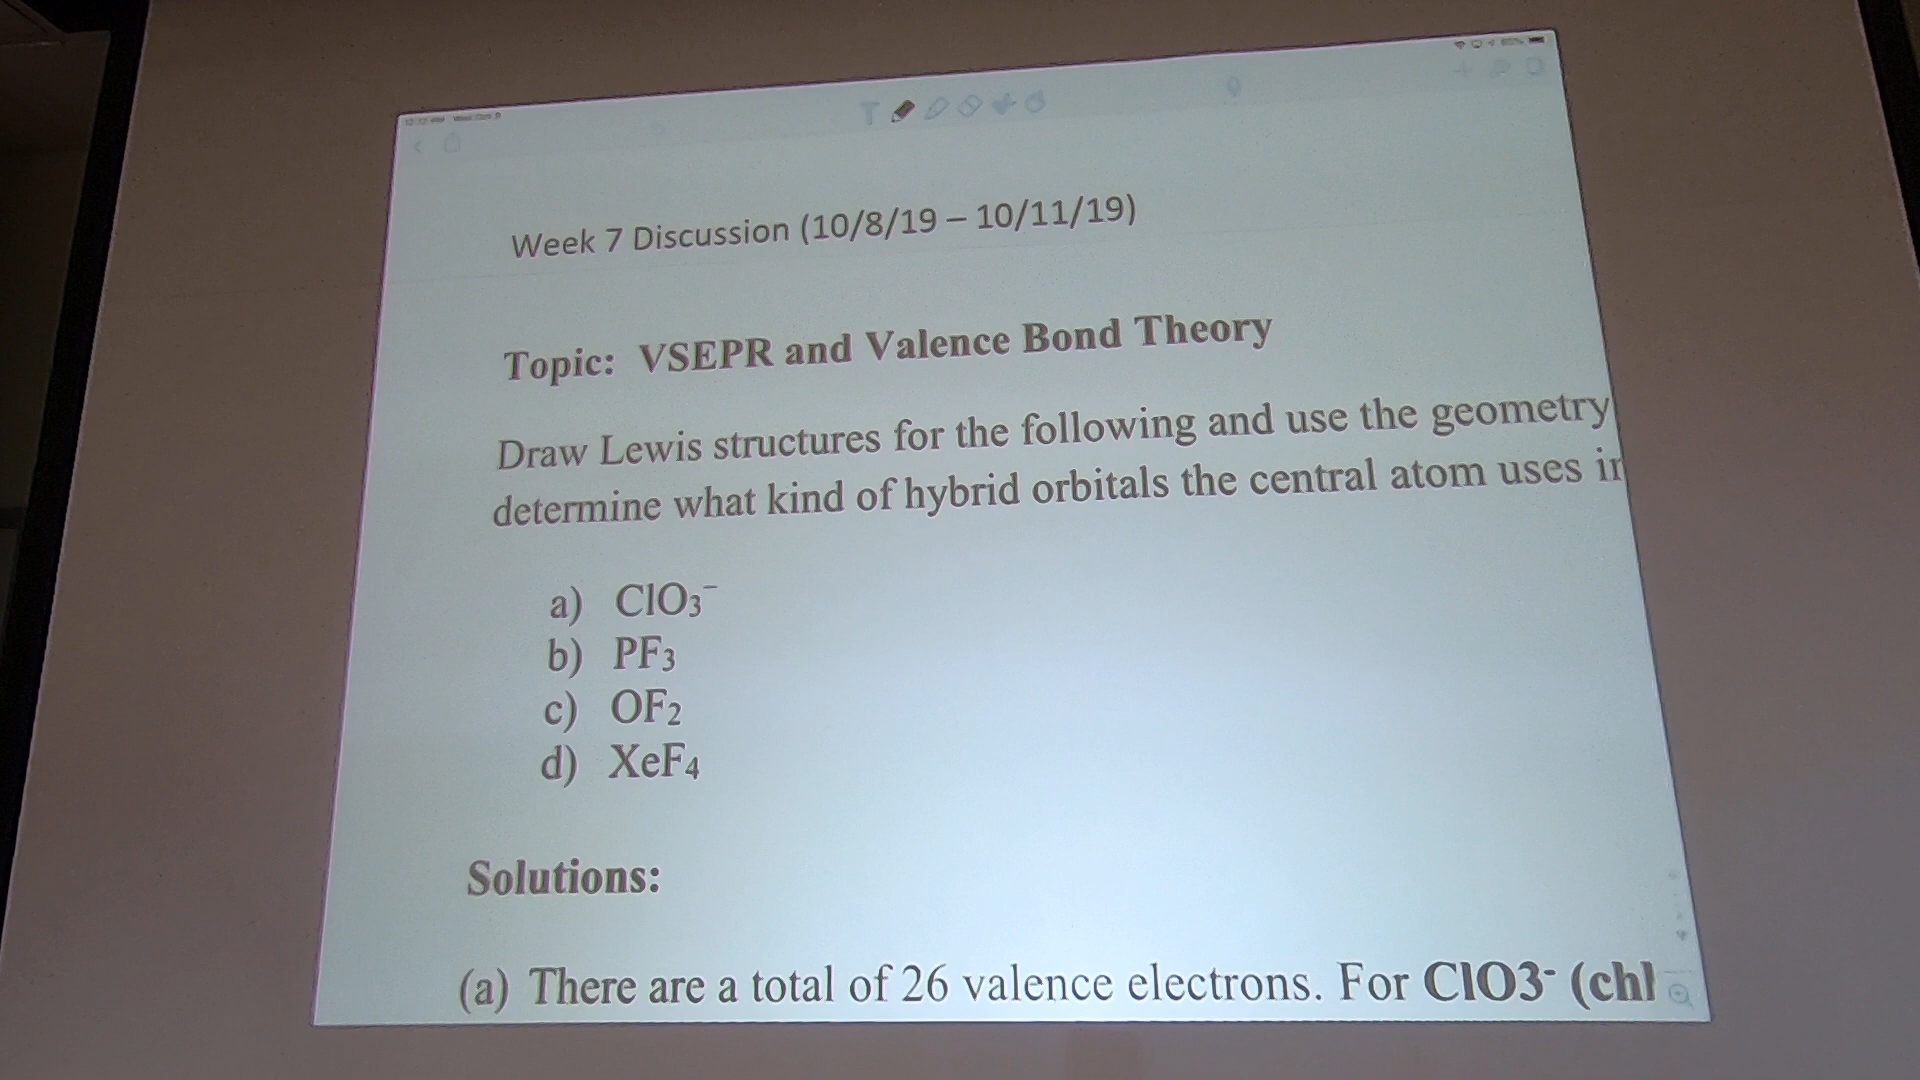 Week 7 Discussion (10/8/19 – 10/11/19)
Topic: VSEPR and Valence Bond Theory
Draw Lewis structures for the following and use the geometry
determine what kind of hybrid orbitals the central atom uses in
a) ClO₃⁻
b) PF₃
c) OF₂
d) XeF₄
Solutions:
(a) There are a total of 26 valence electrons. For ClO3⁻ (chl